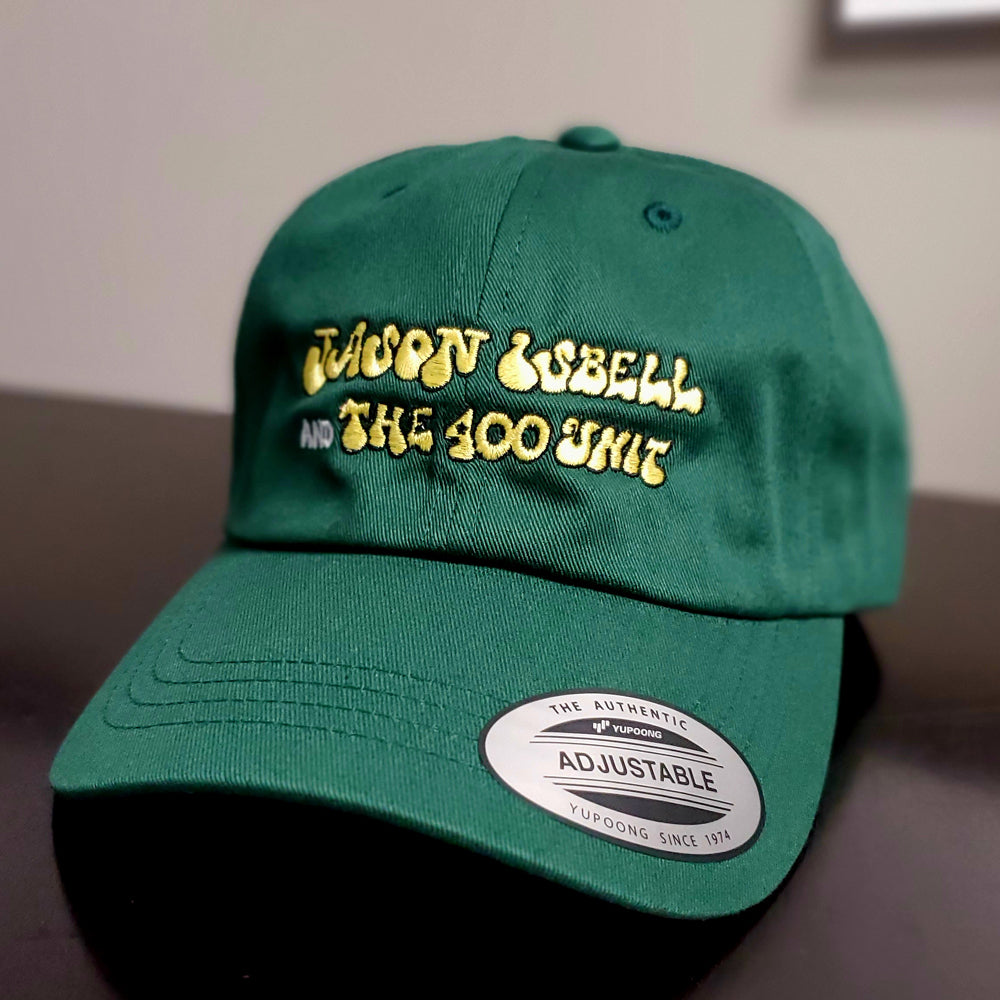 JASON ISBELL
AND THE 400 UNIT
THE AUTHENTIC
YUPOONG
ADJUSTABLE
YUPOONG SINCE 1974